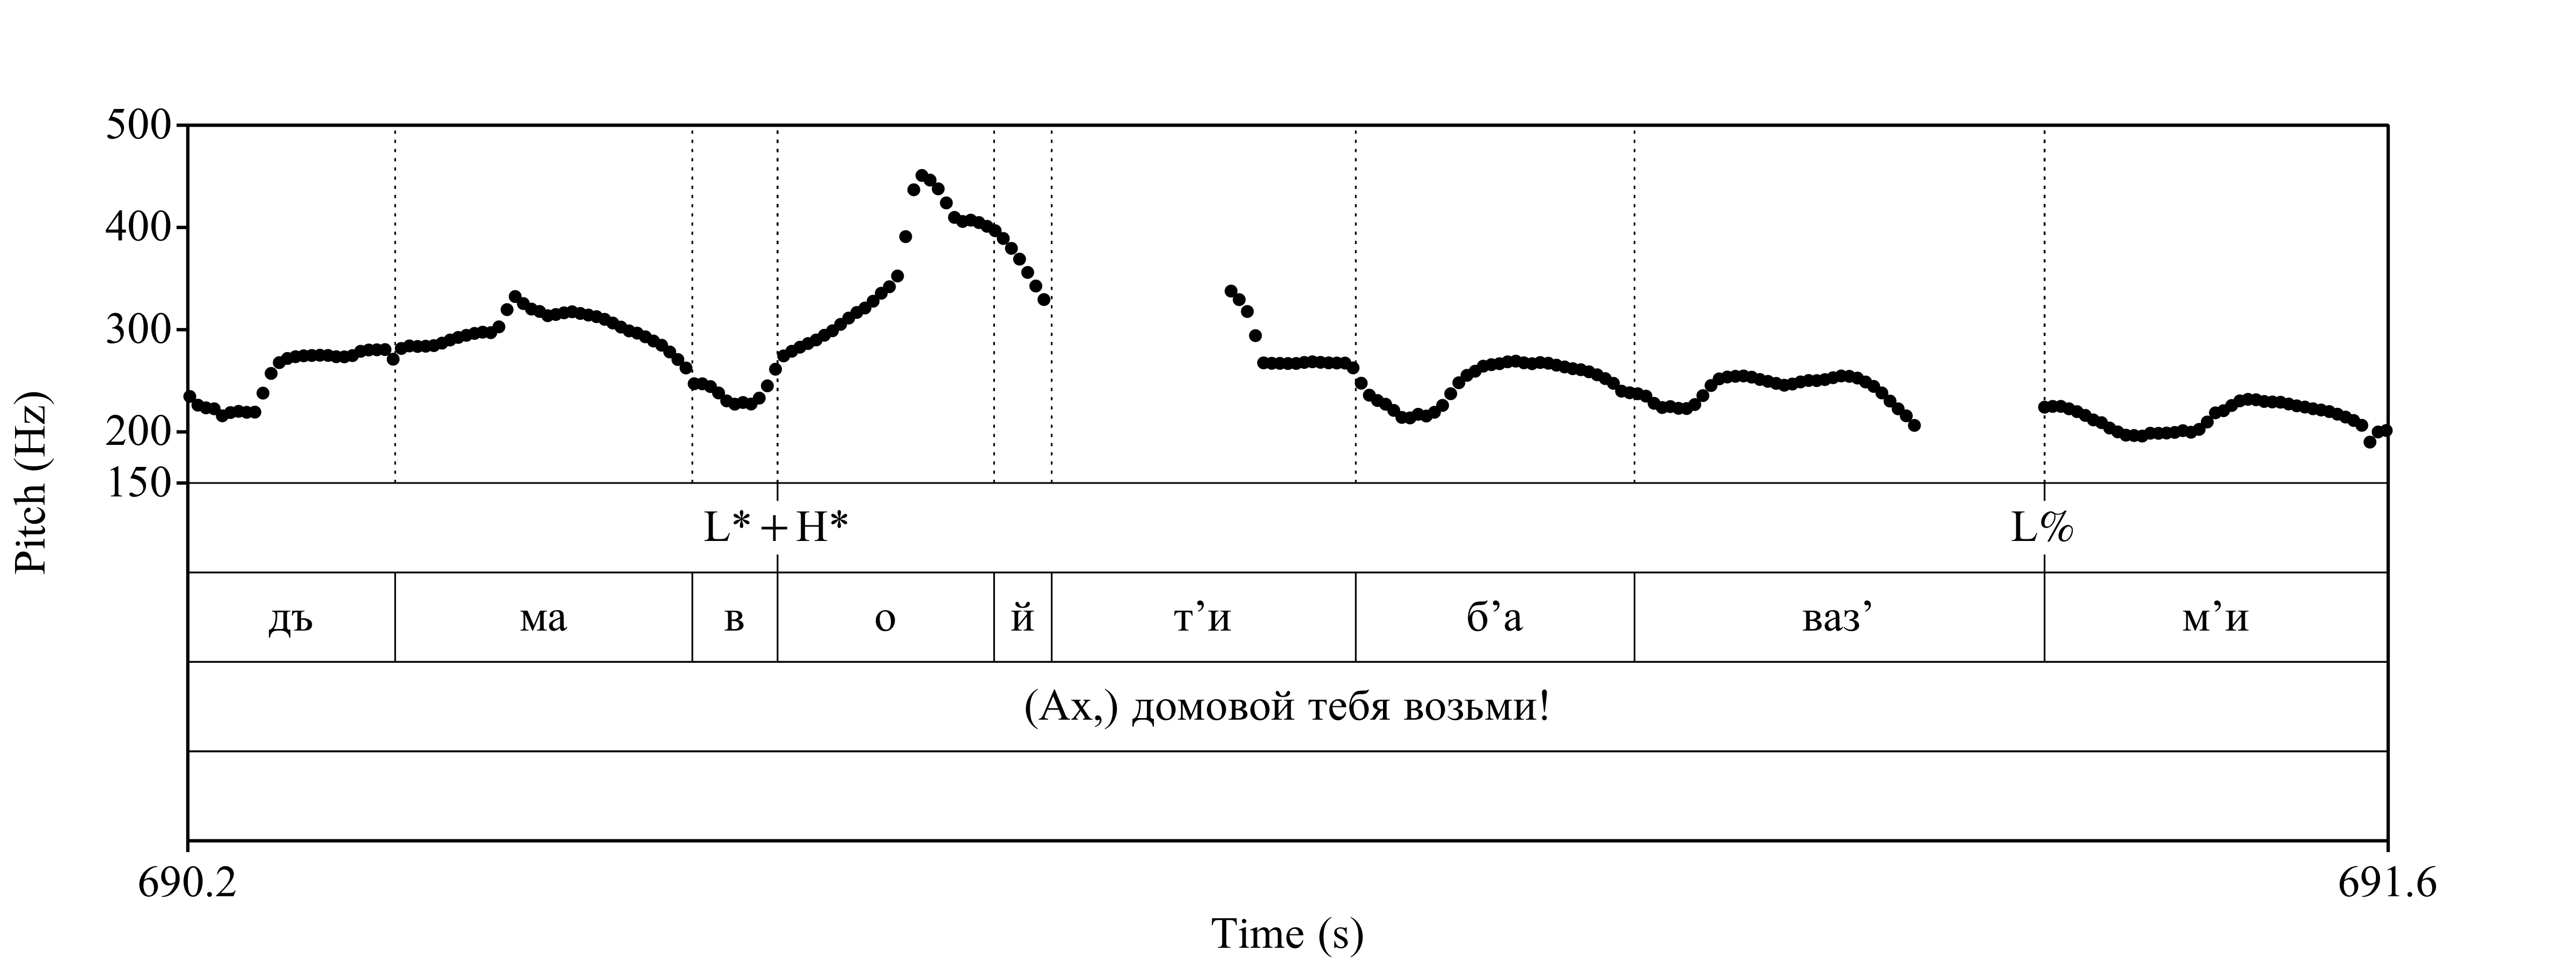 500
400
300
200
150
Pitch (Hz)
L* + H* L%
дъ ма в о й т’и б’а ваз’ м’и
(Ах,) домовой тебя возьми!
690.2 691.6
Time (s)